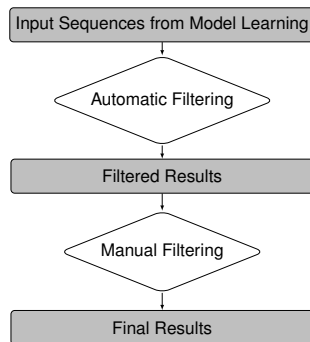 Input Sequences from Model Learning
Automatic Filtering
Filtered Results
Manual Filtering
Final Results